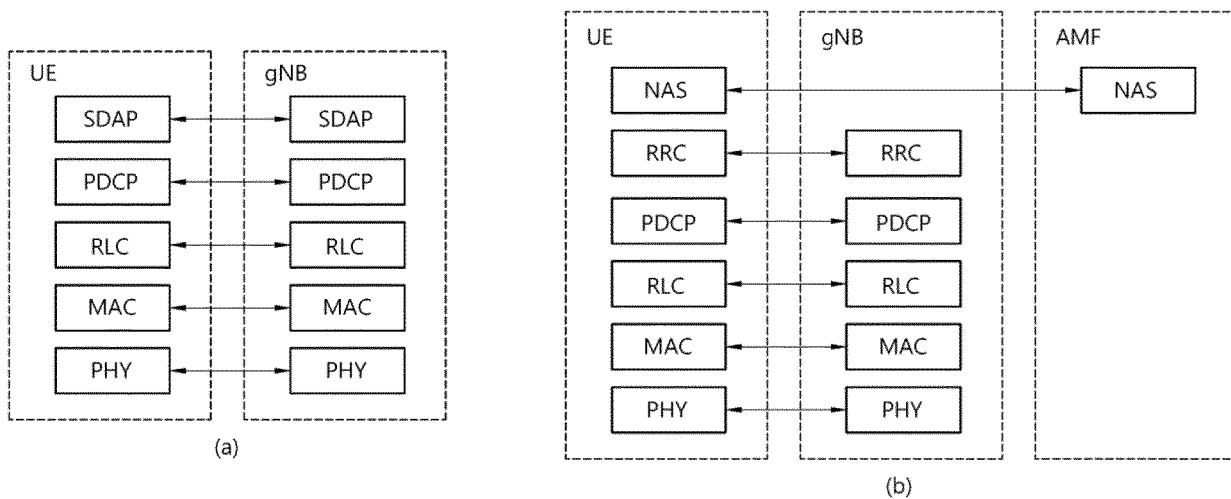 UE gNB
SDAP SDAP
PDCP PDCP
RLC RLC
MAC MAC
PHY PHY
(a)
UE gNB AMF
NAS NAS
RRC RRC
PDCP PDCP
RLC RLC
MAC MAC
PHY PHY
(b)